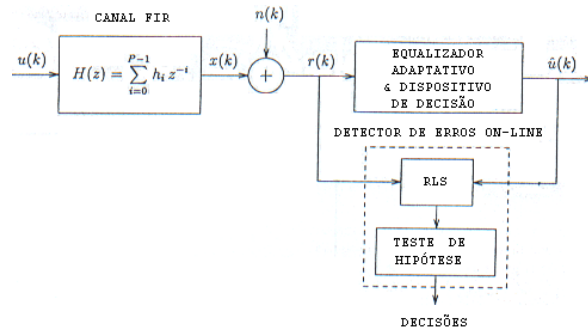 CANAL FIR
u(k)
H(z) = \sum_{i=0}^{P-1} h_i z^{-i}
x(k)
n(k)
+
r(k)
EQUALIZADOR
ADAPTATIVO
& DISPOSITIVO
DE DECISÃO
û(k)
DETECTOR DE ERROS ON-LINE
RLS
TESTE DE
HIPÓTESE
DECISÕES